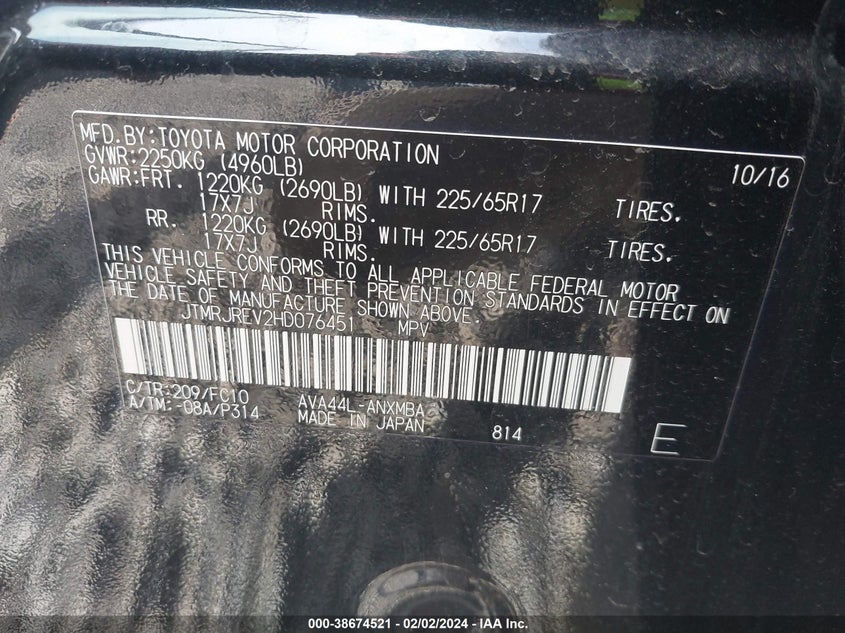 MFD.BY:TOYOTA MOTOR CORPORATION 10/16
GVWR:2250KG (4960LB)
GAWR:FRT. 1220KG (2690LB) WITH 225/65R17 TIRES.
17X7J RIMS.
RR. 1220KG (2690LB) WITH 225/65R17 TIRES.
17X7J RIMS.
THIS VEHICLE CONFORMS TO ALL APPLICABLE FEDERAL MOTOR
VEHICLE SAFETY AND THEFT PREVENTION STANDARDS IN EFFECT ON
THE DATE OF MANUFACTURE SHOWN ABOVE.
JTMRJREV2HD076451 MPV
C/TR:209/FC10 AVA44L-ANXMBA
A/TM:-08A/P314 MADE IN JAPAN 814 E
000-38674521 - 02/02/2024 - IAA Inc.